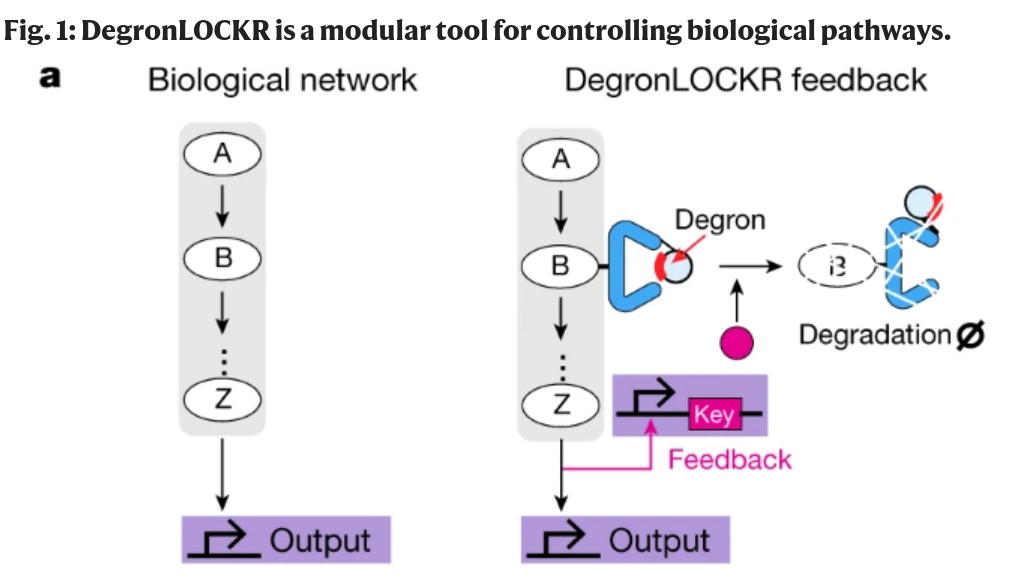 Fig. 1: DegronLOCKR is a modular tool for controlling biological pathways.
a
Biological network
DegronLOCKR feedback
A
B
Z
Output
A
B
Z
Output
Degron
B
Degradation Ø
Key
Feedback